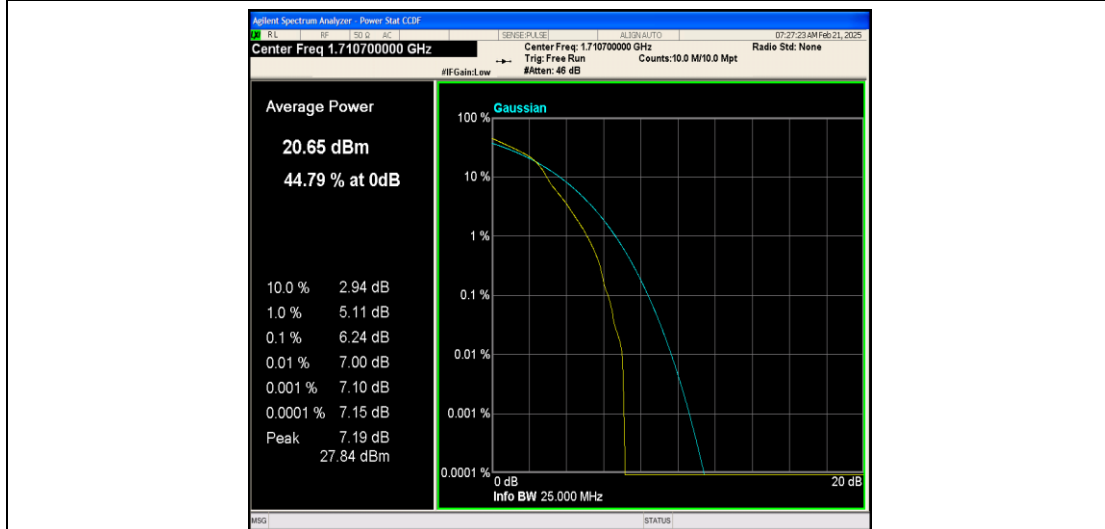 Agilent Spectrum Analyzer - Power Stat CCDF
RL RF 50 Ω AC SENSE:PULSE ALIGNAUTO 07:27:23 AM Feb 21, 2025
Center Freq 1.710700000 GHz
Center Freq: 1.710700000 GHz Radio Std: None
Trig: Free Run Counts:10.0 M/10.0 Mpt
#IFGain:Low #Atten: 46 dB
Average Power
20.65 dBm
44.79 % at 0dB
10.0 % 2.94 dB
1.0 % 5.11 dB
0.1 % 6.24 dB
0.01 % 7.00 dB
0.001 % 7.10 dB
0.0001 % 7.15 dB
Peak 7.19 dB
27.84 dBm
Gaussian
100 %
10 %
1 %
0.1 %
0.01 %
0.001 %
0.0001 %
0 dB 20 dB
Info BW 25.000 MHz
MSG STATUS